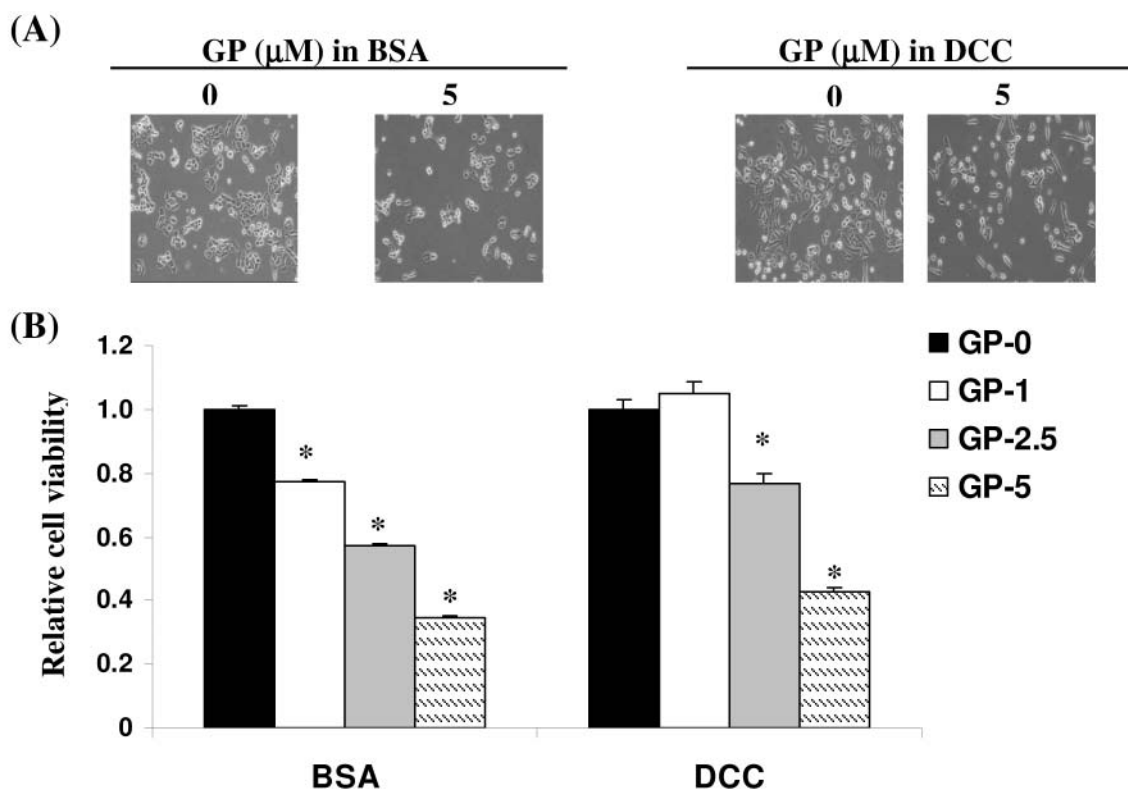 (A)
GP (μM) in BSA
GP (μM) in DCC
0
5
0
5
(B)
1.2
1.0
0.8
0.6
0.4
0.2
0
Relative cell viability
*
*
*
*
*
BSA
DCC
GP-0
GP-1
GP-2.5
GP-5